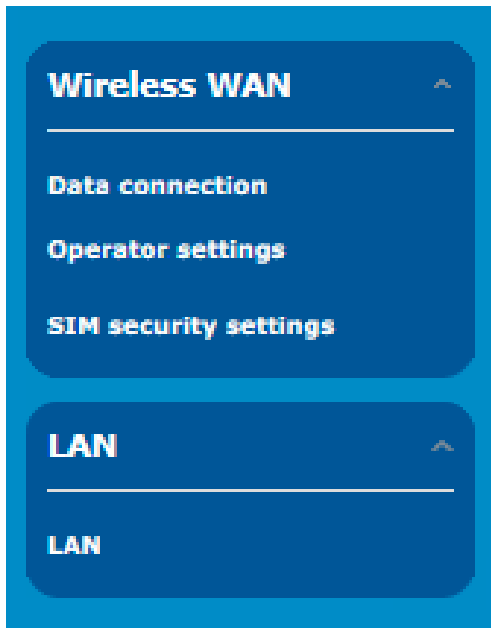 Wireless WAN
Data connection
Operator settings
SIM security settings
LAN
LAN